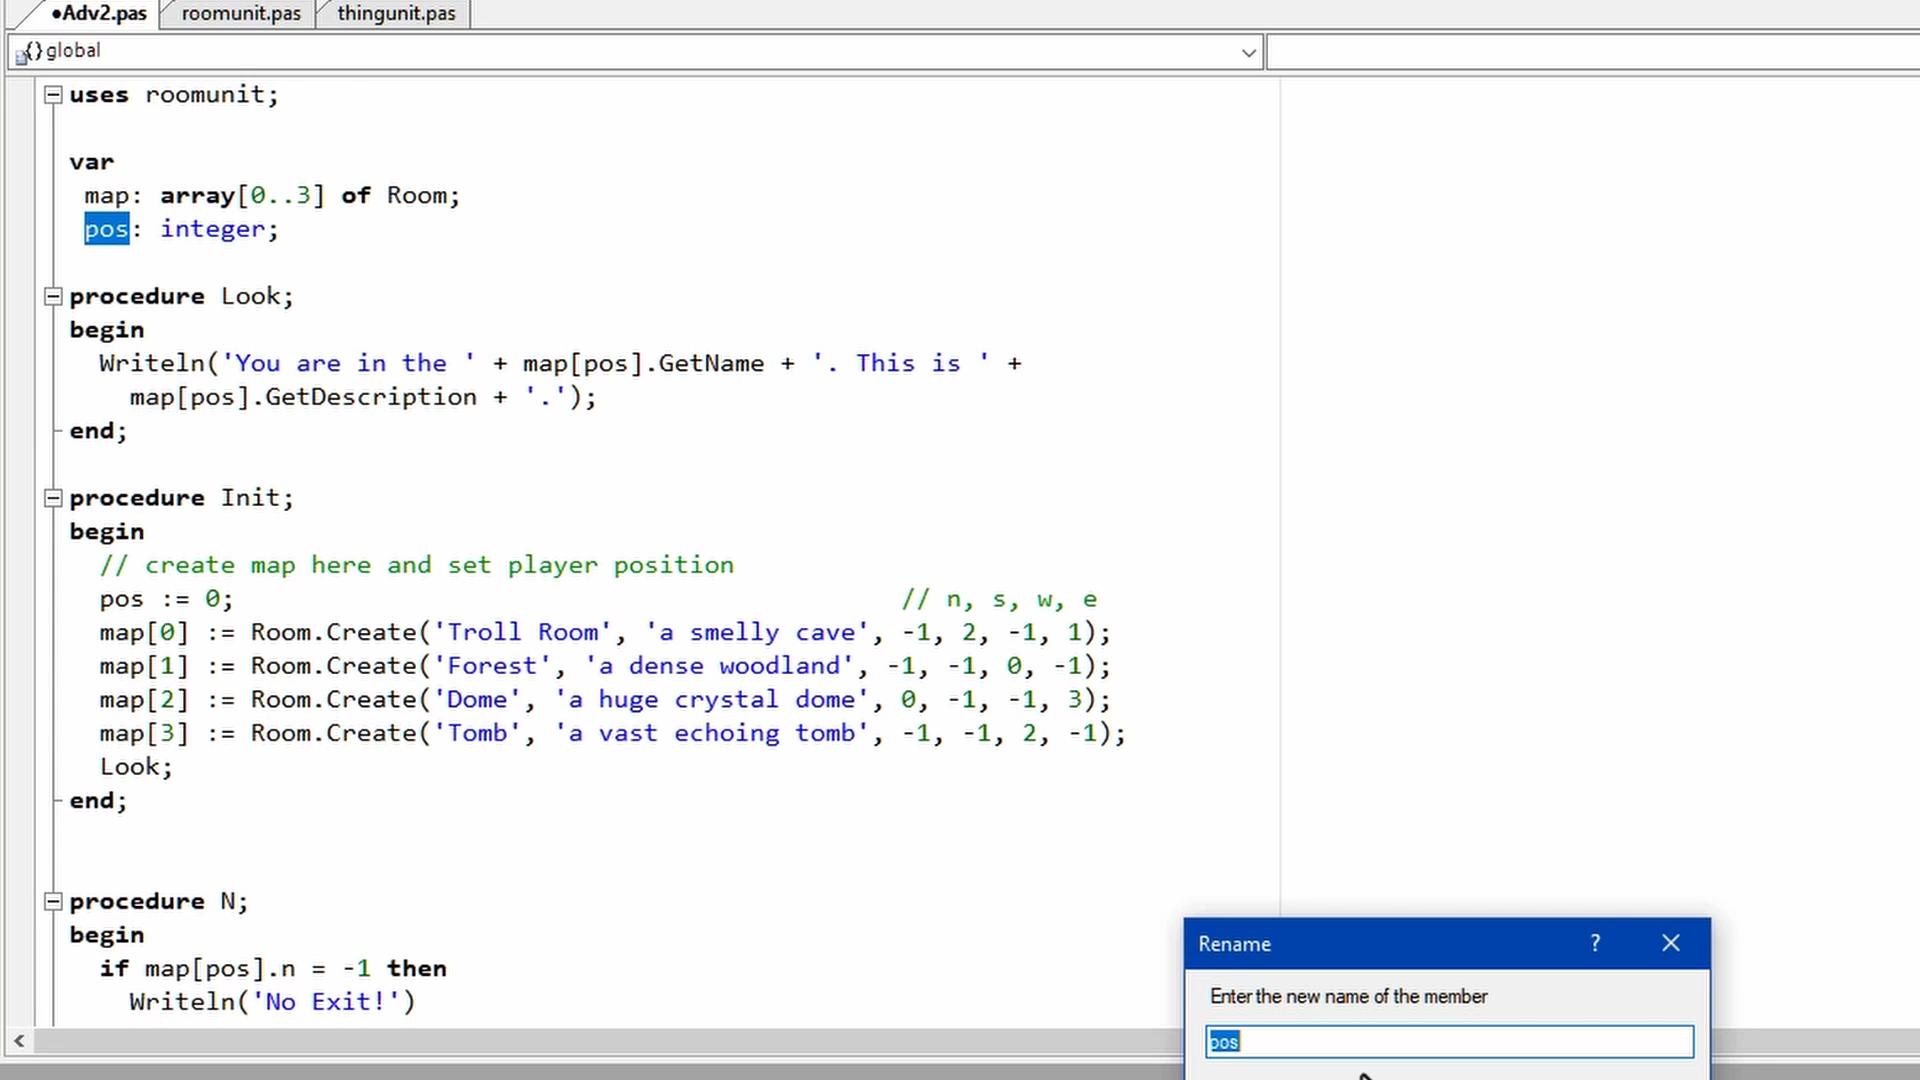 •Adv2.pas roomunit.pas thingunit.pas
{} global
uses roomunit;
var
map: array[0..3] of Room;
pos: integer;
procedure Look;
begin
Writeln('You are in the ' + map[pos].GetName + '. This is ' +
map[pos].GetDescription + '.');
end;
procedure Init;
begin
// create map here and set player position
pos := 0; // n, s, w, e
map[0] := Room.Create('Troll Room', 'a smelly cave', -1, 2, -1, 1);
map[1] := Room.Create('Forest', 'a dense woodland', -1, -1, 0, -1);
map[2] := Room.Create('Dome', 'a huge crystal dome', 0, -1, -1, 3);
map[3] := Room.Create('Tomb', 'a vast echoing tomb', -1, -1, 2, -1);
Look;
end;
procedure N;
begin
if map[pos].n = -1 then
Writeln('No Exit!')
Rename ?
Enter the new name of the member
pos